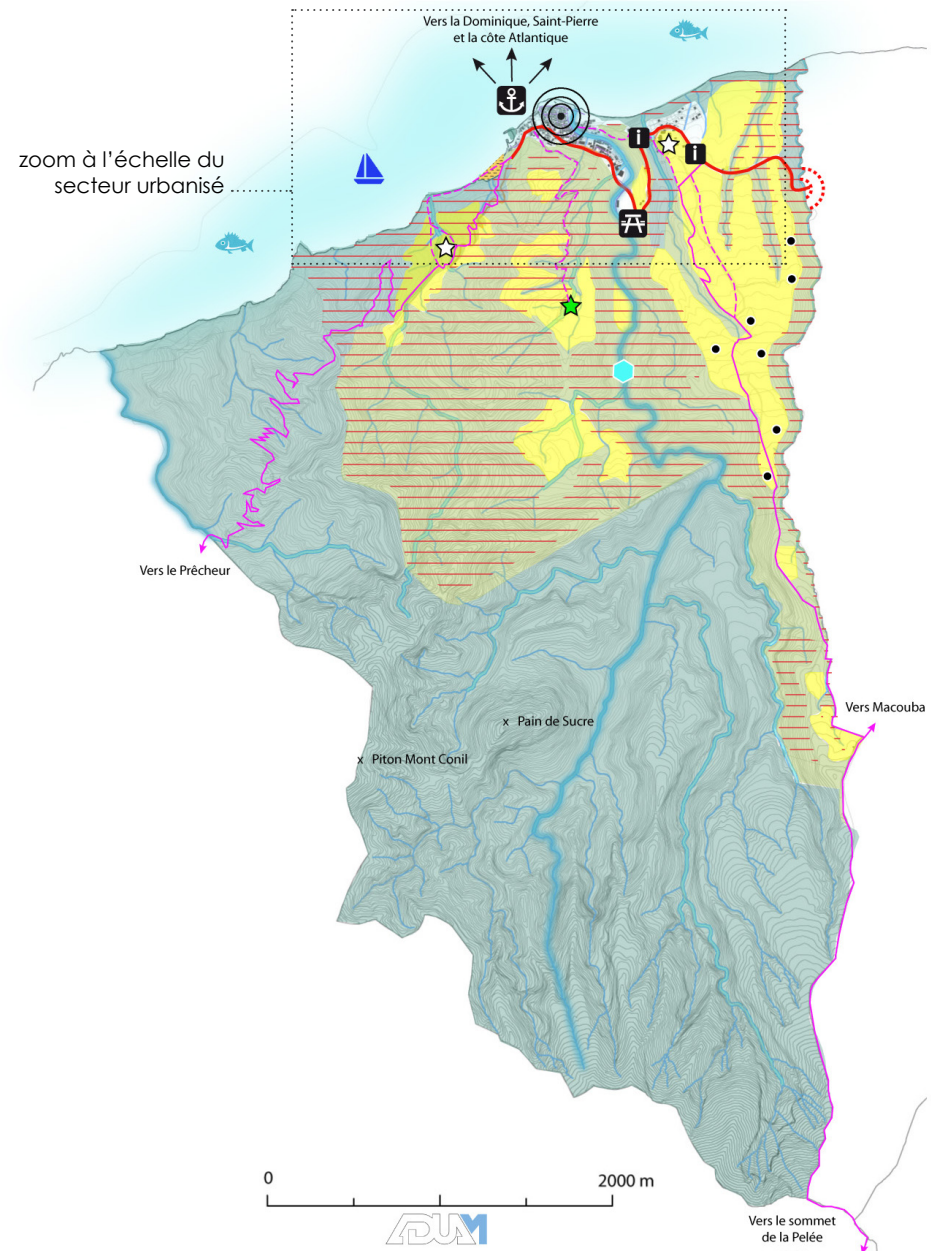 Vers la Dominique, Saint-Pierre
et la côte Atlantique
zoom à l'échelle du
secteur urbanisé
i
i
Vers le Prêcheur
Vers Macouba
x Pain de Sucre
x Piton Mont Conil
0 2000 m
ADUAM
Vers le sommet
de la Pelée